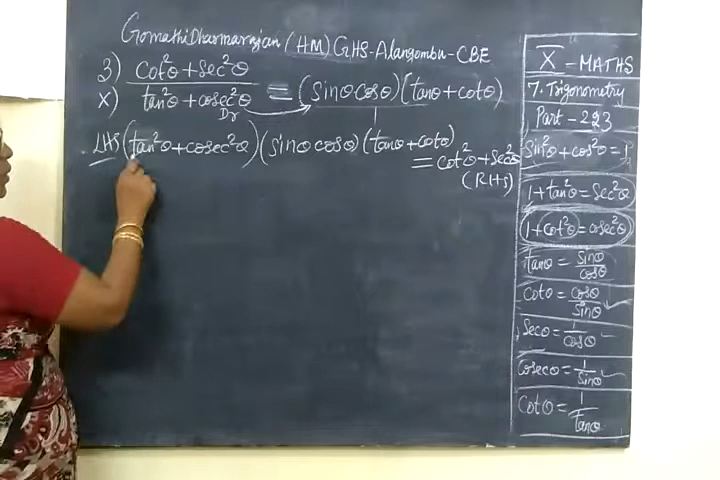 Gomathi Dharmarajan (HM) GHS-Alangombu-CBE
3) cot²θ + sec²θ
X) tan²θ + cosec²θ ≡ (sinθ cosθ)(tanθ + cotθ)
Dr
LHS (tan²θ + cosec²θ)(sinθ cosθ)(tanθ + cotθ)
= cot²θ + sec²θ
(RHS)
X - MATHS
7. Trigonometry
Part - 223
sin²θ + cos²θ = 1
1 + tan²θ = sec²θ
1 + cot²θ = cosec²θ
tanθ = sinθ/cosθ
cotθ = cosθ/sinθ
secθ = 1/cosθ
cosecθ = 1/sinθ
cotθ = 1/tanθ